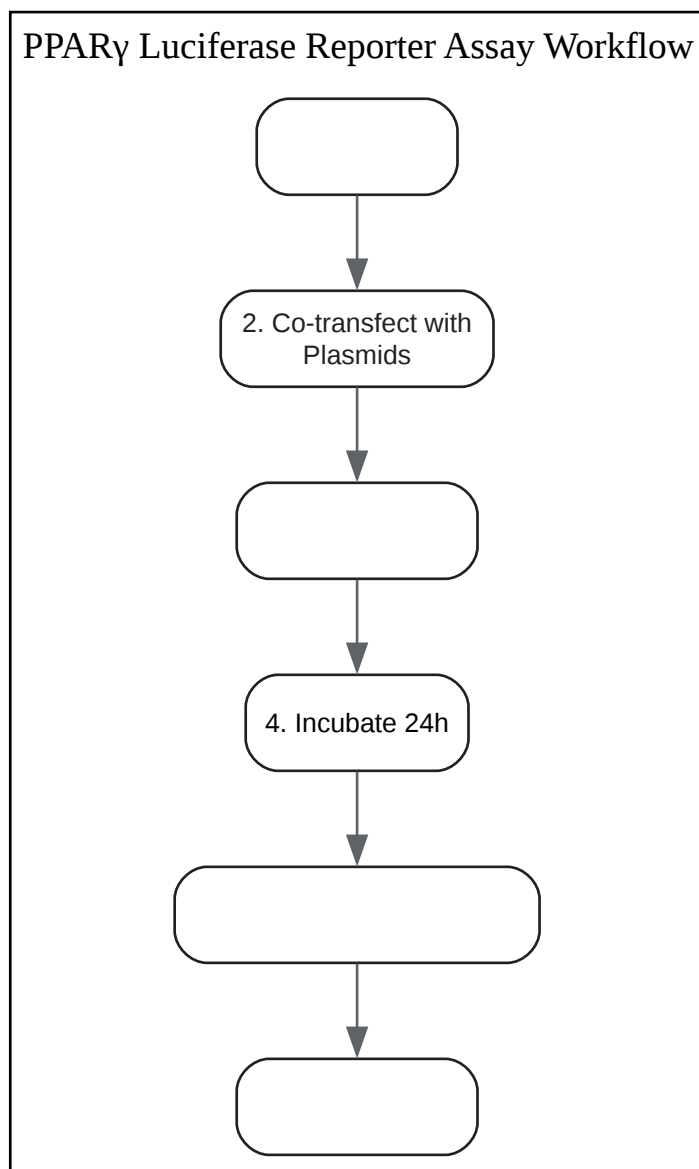 PPARγ Luciferase Reporter Assay Workflow
2. Co-transfect with
Plasmids
4. Incubate 24h